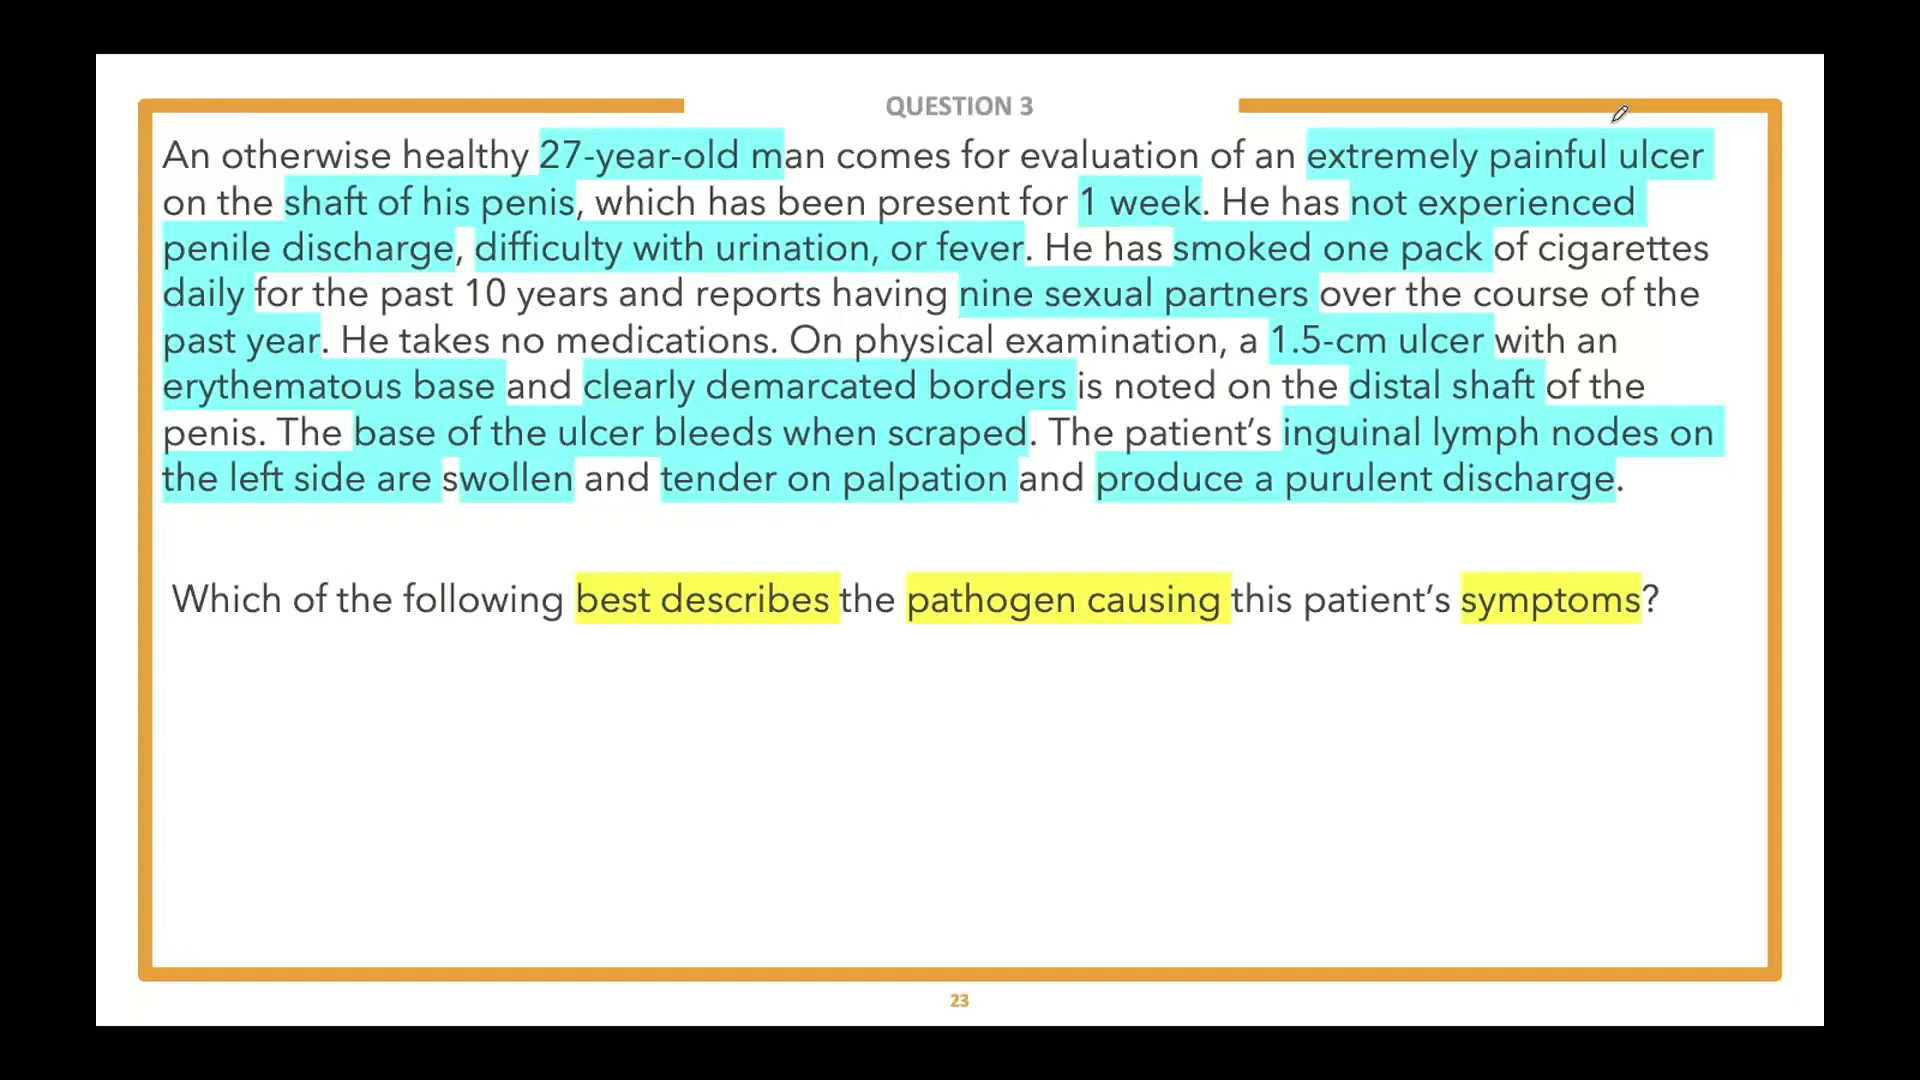 QUESTION 3
An otherwise healthy 27-year-old man comes for evaluation of an extremely painful ulcer
on the shaft of his penis, which has been present for 1 week. He has not experienced
penile discharge, difficulty with urination, or fever. He has smoked one pack of cigarettes
daily for the past 10 years and reports having nine sexual partners over the course of the
past year. He takes no medications. On physical examination, a 1.5-cm ulcer with an
erythematous base and clearly demarcated borders is noted on the distal shaft of the
penis. The base of the ulcer bleeds when scraped. The patient’s inguinal lymph nodes on
the left side are swollen and tender on palpation and produce a purulent discharge.
Which of the following best describes the pathogen causing this patient’s symptoms?
23